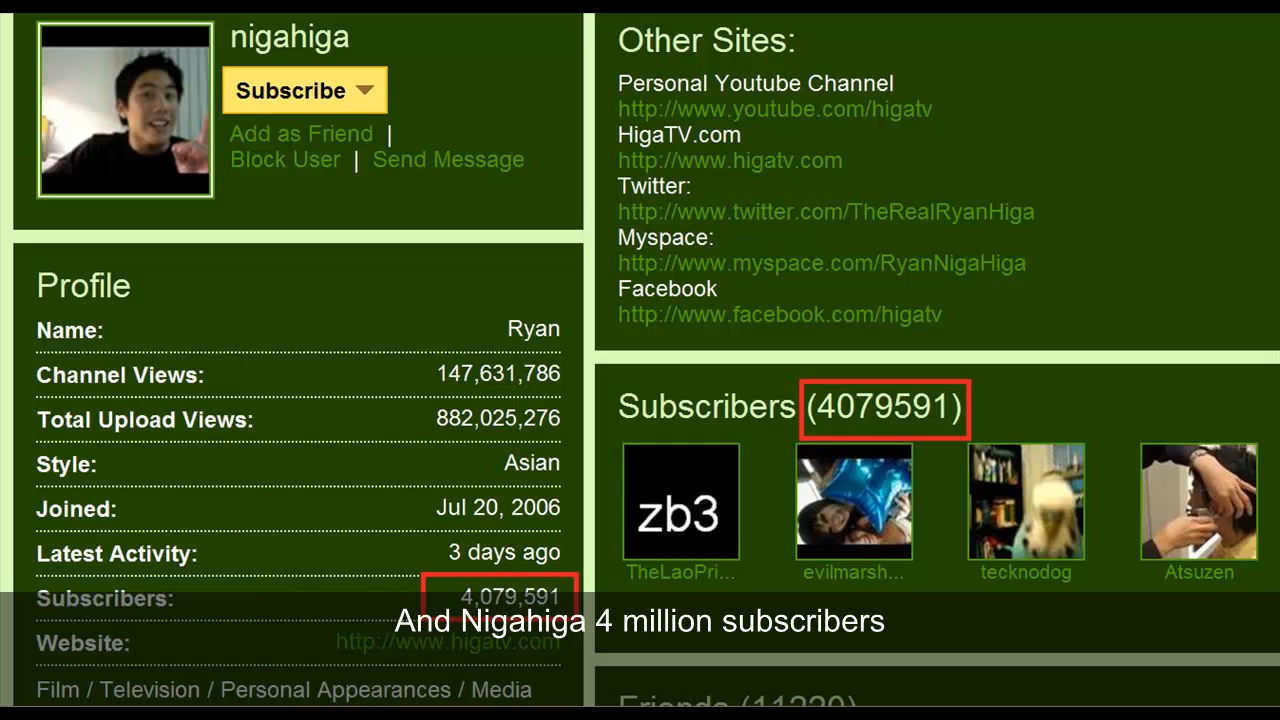 nigahiga
Subscribe
Add as Friend |
Block User | Send Message
Profile
Name: Ryan
Channel Views: 147,631,786
Total Upload Views: 882,025,276
Style: Asian
Joined: Jul 20, 2006
Latest Activity: 3 days ago
Subscribers: 4,079,591
Website: http://www.higatv.com
Film / Television / Personal Appearances / Media
Other Sites:
Personal Youtube Channel
http://www.youtube.com/higatv
HigaTV.com
http://www.higatv.com
Twitter:
http://www.twitter.com/TheRealRyanHiga
Myspace:
http://www.myspace.com/RyanNigaHiga
Facebook
http://www.facebook.com/higatv
Subscribers (4079591)
zb3
TheLaoPri... evilmarsh... tecknodog Atsuzen
Friends (11220)
And Nigahiga 4 million subscribers